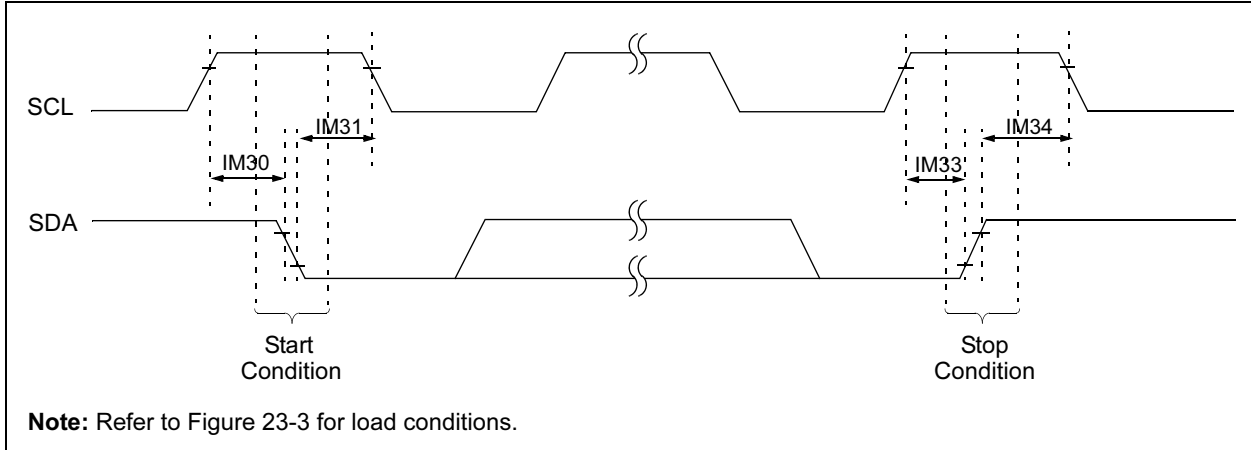 SCL
IM31
IM34
IM30
IM33
SDA
Start
Condition
Stop
Condition
Note: Refer to Figure 23-3 for load conditions.